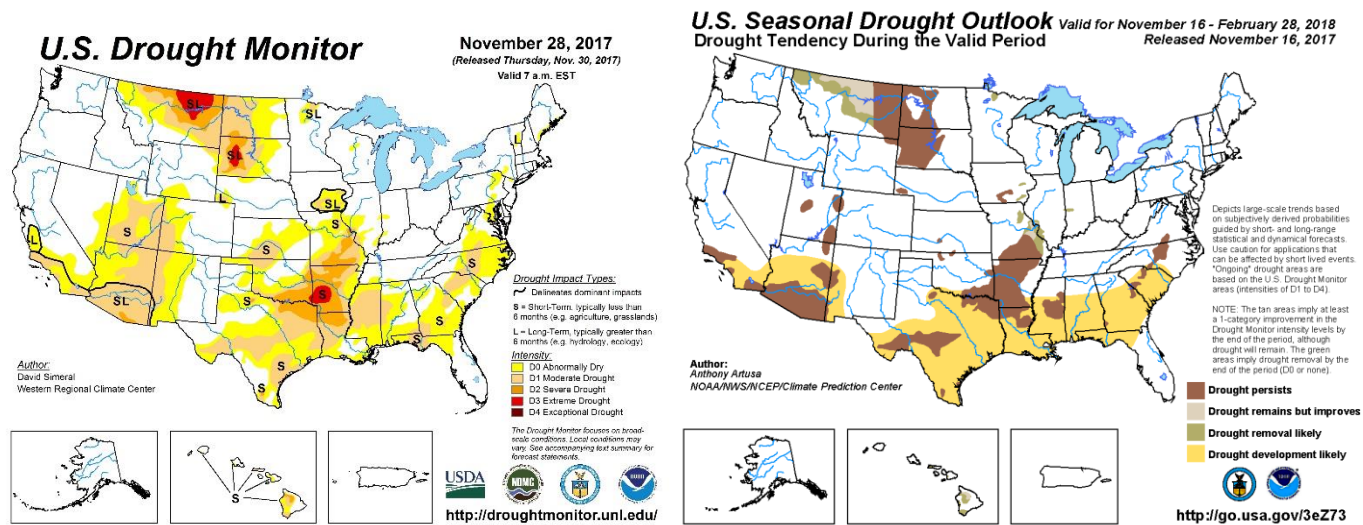 U.S. Drought Monitor
November 28, 2017
(Released Thursday, Nov. 30, 2017)
Valid 7 a.m. EST
SL
SL
SL
L
L
SL
S
S
L
S
SL
S
S
S
S
S
S
S
S
Drought Impact Types:
Delineates dominant impacts
S = Short-Term, typically less than
6 months (e.g. agriculture, grasslands)
L = Long-Term, typically greater than
6 months (e.g. hydrology, ecology)
Intensity:
D0 Abnormally Dry
D1 Moderate Drought
D2 Severe Drought
D3 Extreme Drought
D4 Exceptional Drought
Author:
David Simeral
Western Regional Climate Center
The Drought Monitor focuses on broad-
scale conditions. Local conditions may
vary. See accompanying text summary for
forecast statements.
S
USDA
NDMC
http://droughtmonitor.unl.edu/
U.S. Seasonal Drought Outlook
Drought Tendency During the Valid Period
Valid for November 16 - February 28, 2018
Released November 16, 2017
Depicts large-scale trends based
on subjectively derived probabilities
guided by short- and long-range
statistical and dynamical forecasts.
Use caution for applications that
can be affected by short lived events.
"Ongoing" drought areas are
based on the U.S. Drought Monitor
areas (intensities of D1 to D4).
NOTE: The tan areas imply at least
a 1-category improvement in the
Drought Monitor intensity levels by
the end of the period, although
drought will remain. The green
areas imply drought removal by the
end of the period (D0 or none).
Author:
Anthony Artusa
NOAA/NWS/NCEP/Climate Prediction Center
Drought persists
Drought remains but improves
Drought removal likely
Drought development likely
http://go.usa.gov/3eZ73